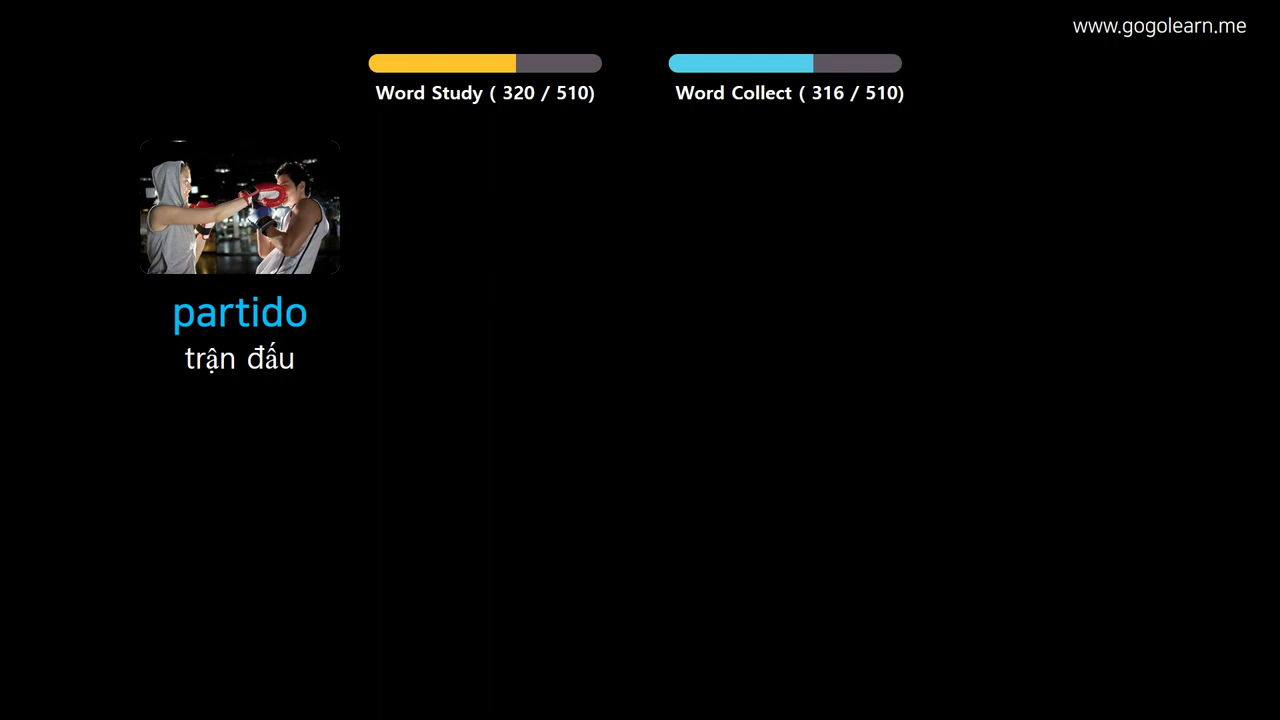 www.gogolearn.me
Word Study ( 320 / 510)
Word Collect ( 316 / 510)
partido
trận đấu